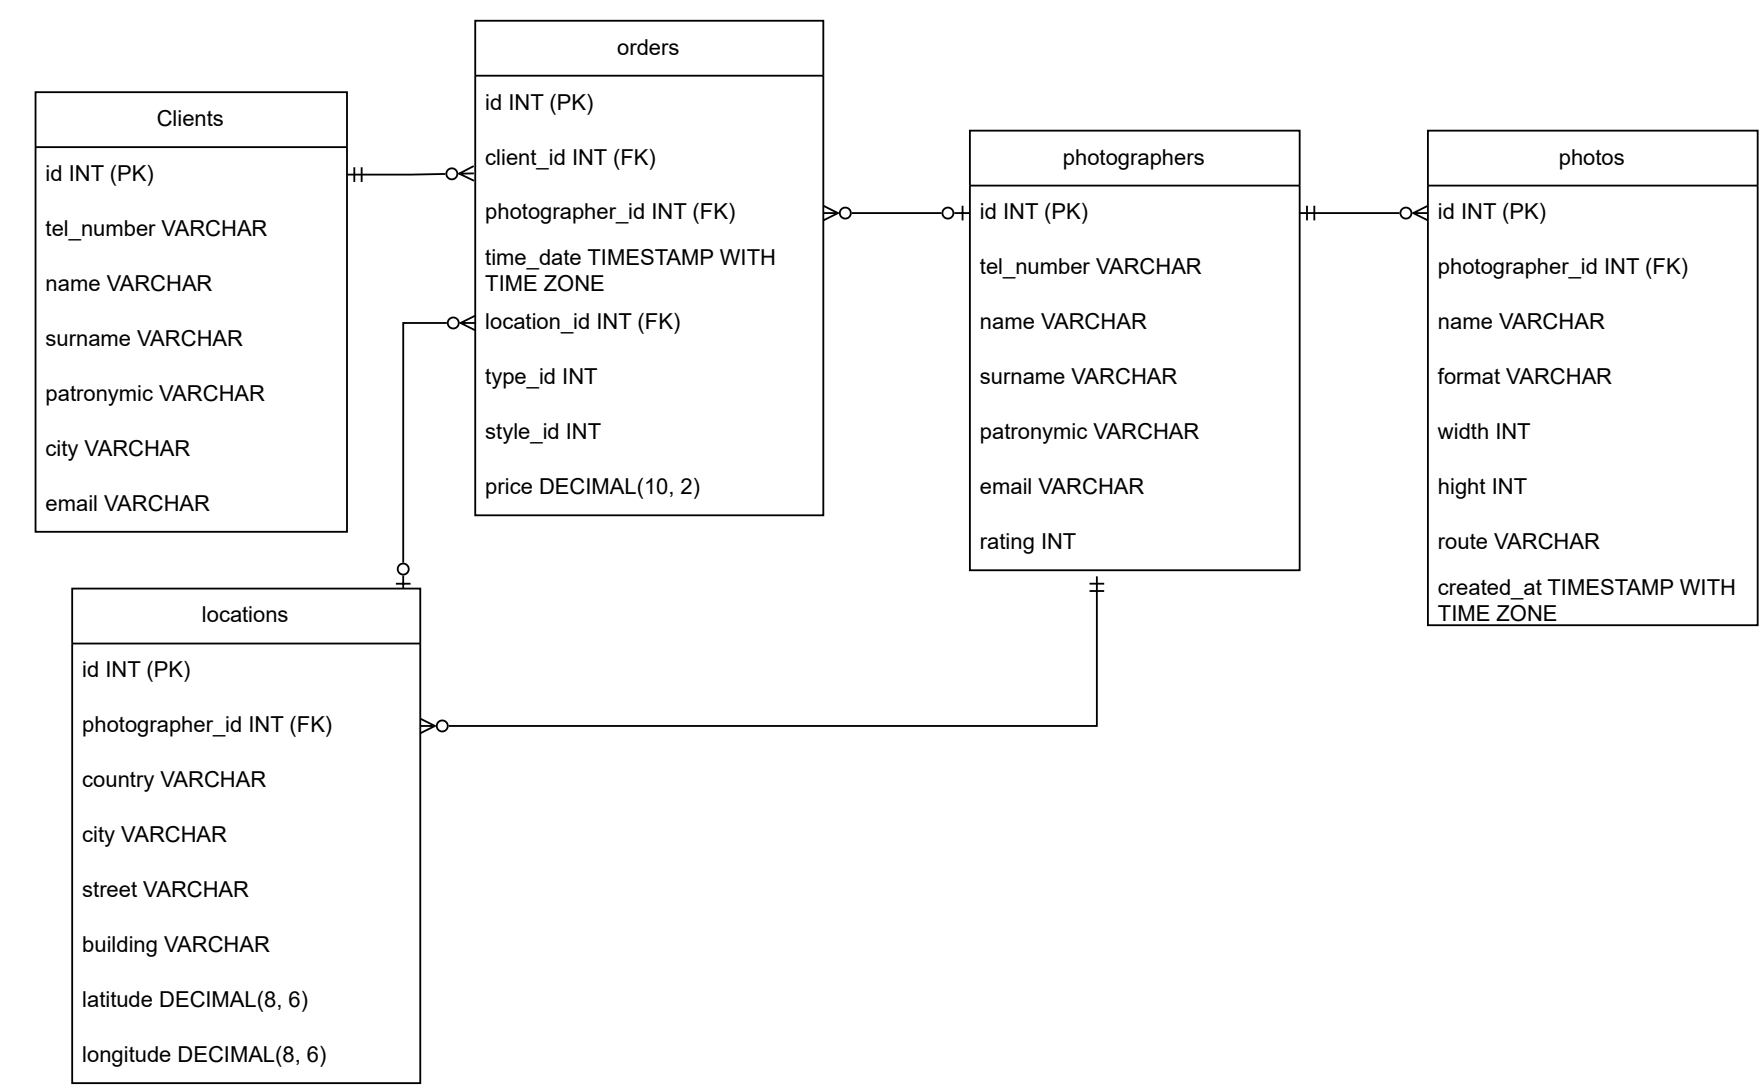 Clients
id INT (PK)
tel_number VARCHAR
name VARCHAR
surname VARCHAR
patronymic VARCHAR
city VARCHAR
email VARCHAR
orders
id INT (PK)
client_id INT (FK)
photographer_id INT (FK)
time_date TIMESTAMP WITH
TIME ZONE
location_id INT (FK)
type_id INT
style_id INT
price DECIMAL(10, 2)
photographers
id INT (PK)
tel_number VARCHAR
name VARCHAR
surname VARCHAR
patronymic VARCHAR
email VARCHAR
rating INT
photos
id INT (PK)
photographer_id INT (FK)
name VARCHAR
format VARCHAR
width INT
hight INT
route VARCHAR
created_at TIMESTAMP WITH
TIME ZONE
locations
id INT (PK)
photographer_id INT (FK)
country VARCHAR
city VARCHAR
street VARCHAR
building VARCHAR
latitude DECIMAL(8, 6)
longitude DECIMAL(8, 6)